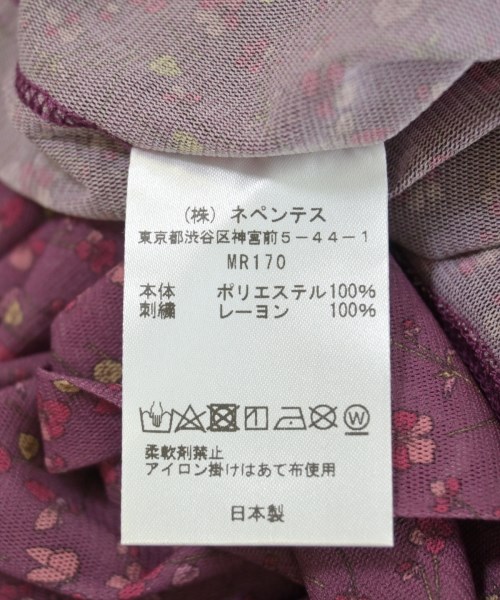 (株) ネペンテス
東京都渋谷区神宮前5-44-1
MR170
本体 ポリエステル100%
刺繍 レーヨン 100%
W
柔軟剤禁止
アイロン掛けはあて布使用
日本製